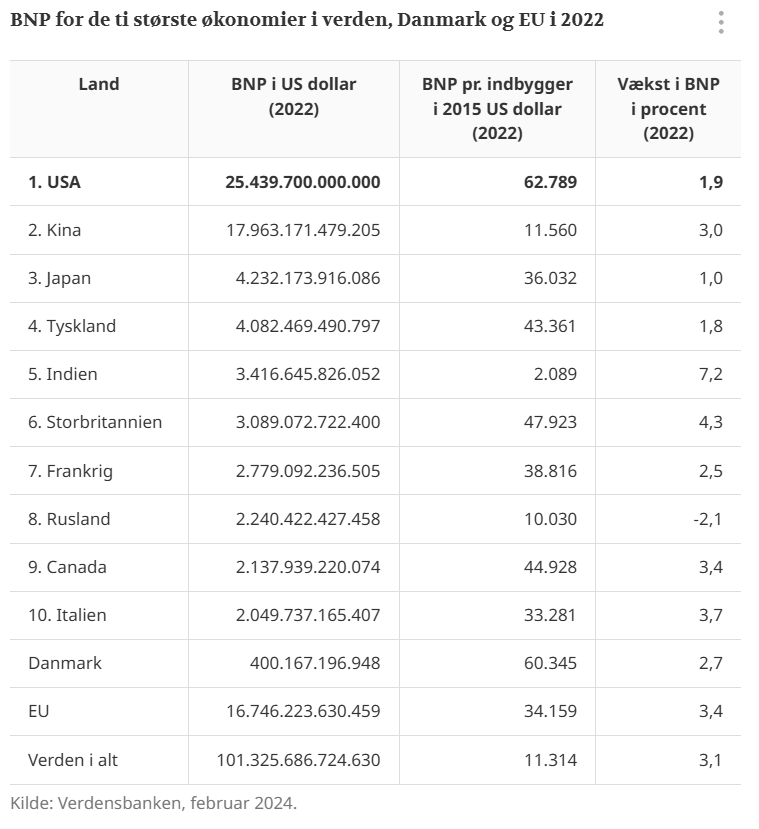 BNP for de ti største økonomier i verden, Danmark og EU i 2022
Land BNP i US dollar (2022) BNP pr. indbygger i 2015 US dollar (2022) Vækst i BNP i procent (2022)
1. USA 25.439.700.000.000 62.789 1,9
2. Kina 17.963.171.479.205 11.560 3,0
3. Japan 4.232.173.916.086 36.032 1,0
4. Tyskland 4.082.469.490.797 43.361 1,8
5. Indien 3.416.645.826.052 2.089 7,2
6. Storbritannien 3.089.072.722.400 47.923 4,3
7. Frankrig 2.779.092.236.505 38.816 2,5
8. Rusland 2.240.422.427.458 10.030 -2,1
9. Canada 2.137.939.220.074 44.928 3,4
10. Italien 2.049.737.165.407 33.281 3,7
Danmark 400.167.196.948 60.345 2,7
EU 16.746.223.630.459 34.159 3,4
Verden i alt 101.325.686.724.630 11.314 3,1
Kilde: Verdensbanken, februar 2024.